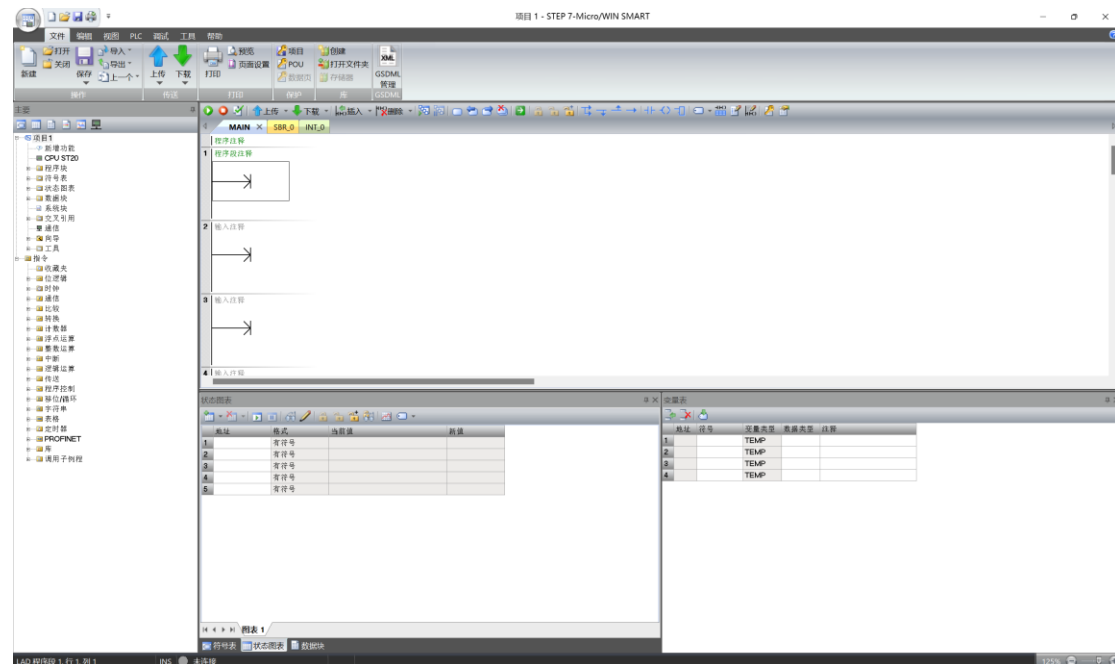 项目 1 - STEP 7-Micro/WIN SMART
文件 编辑 视图 PLC 调试 工具 帮助
新建
打开
关闭
保存
导入
导出
上一个
操作
上传
下载
传送
打印
预览
页面设置
打印
项目
POU
数据页
保护
创建
打开文件夹
存储器
库
XML
GSDML
管理
GSDML
主要
上传 下载 插入 删除
MAIN SBR_0 INT_0
项目1
新增功能
CPU ST20
程序块
符号表
状态图表
数据块
系统块
交叉引用
通信
向导
工具
指令
收藏夹
位逻辑
时钟
通信
比较
转换
计数器
浮点运算
整数运算
中断
逻辑运算
传送
程序控制
移位/循环
字符串
表格
定时器
PROFINET
库
调用子例程
程序注释
1 程序段注释
2 输入注释
3 输入注释
4 输入注释
状态图表
地址 格式 当前值 新值
1 有符号
2 有符号
3 有符号
4 有符号
5 有符号
图表 1
符号表 状态图表 数据块
变量表
地址 符号 变量类型 数据类型 注释
1 TEMP
2 TEMP
3 TEMP
4 TEMP
LAD 程序段 1, 行 1, 列 1 INS 未连接 125%